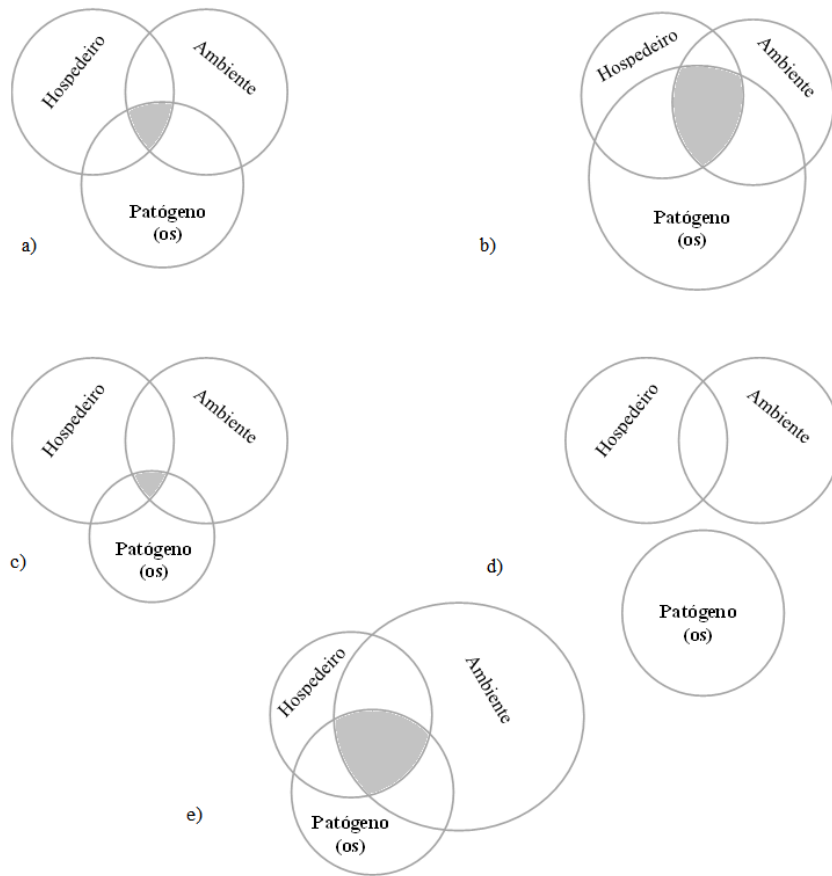 Hospedeiro
Ambiente
Patógeno
(os)
a)
Hospedeiro
Ambiente
Patógeno
(os)
b)
Hospedeiro
Ambiente
Patógeno
(os)
c)
Hospedeiro
Ambiente
d)
Patógeno
(os)
Hospedeiro
Ambiente
Patógeno
(os)
e)